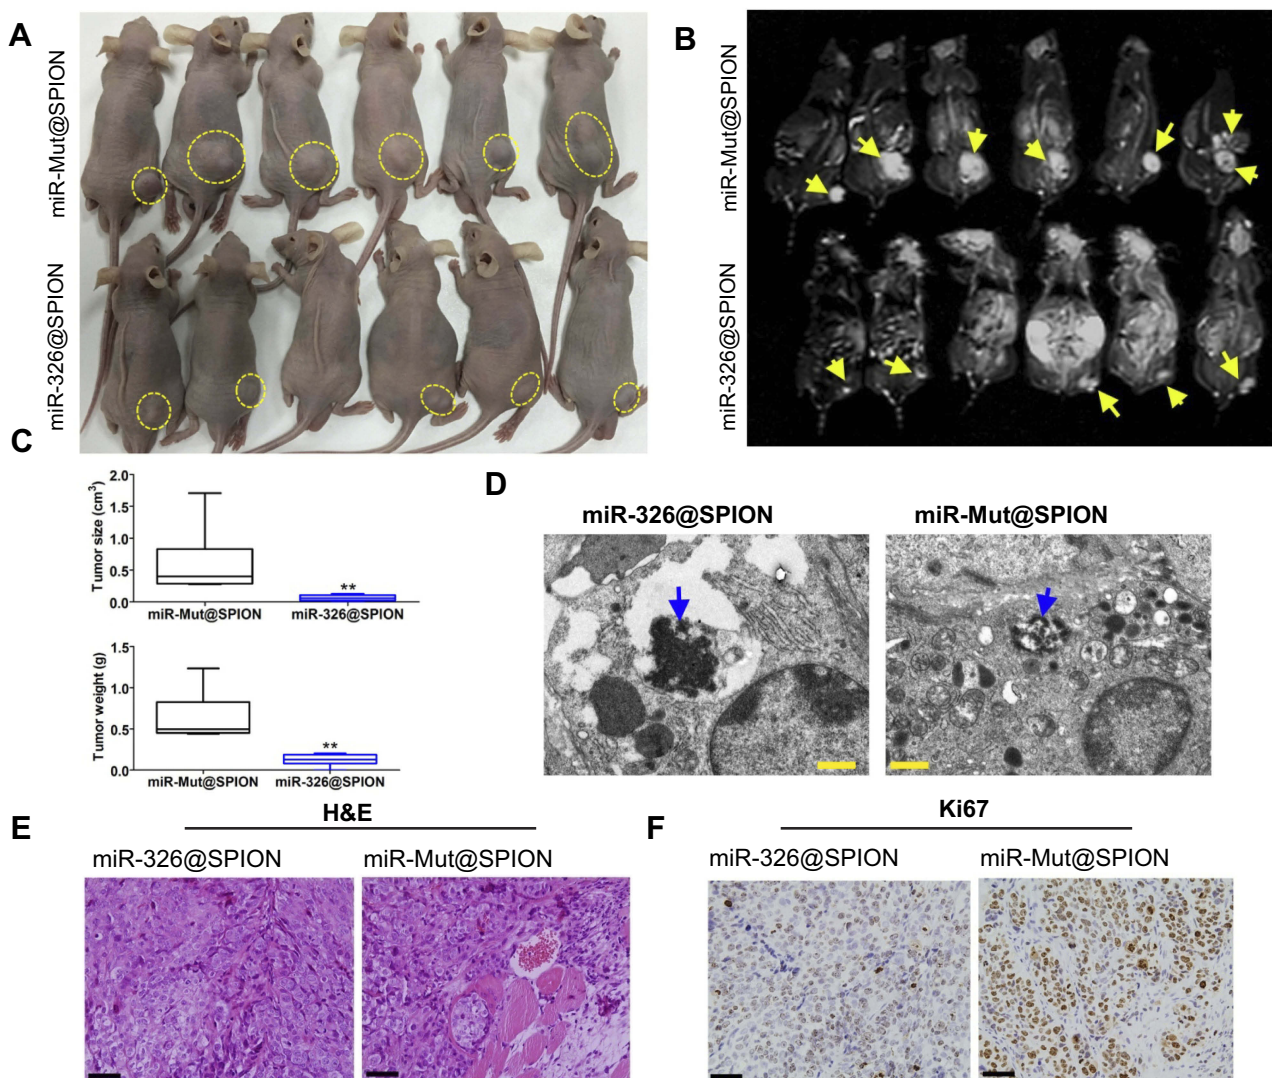 A
miR-Mut@SPION
miR-326@SPION
B
miR-Mut@SPION
miR-326@SPION
C
Tumor size (cm³)
2.0
1.5
1.0
0.5
0.0
**
miR-Mut@SPION miR-326@SPION
Tumor weight (g)
1.5
1.0
0.5
0.0
**
miR-Mut@SPION miR-326@SPION
D
miR-326@SPION miR-Mut@SPION
E
H&E
miR-326@SPION miR-Mut@SPION
F
Ki67
miR-326@SPION miR-Mut@SPION